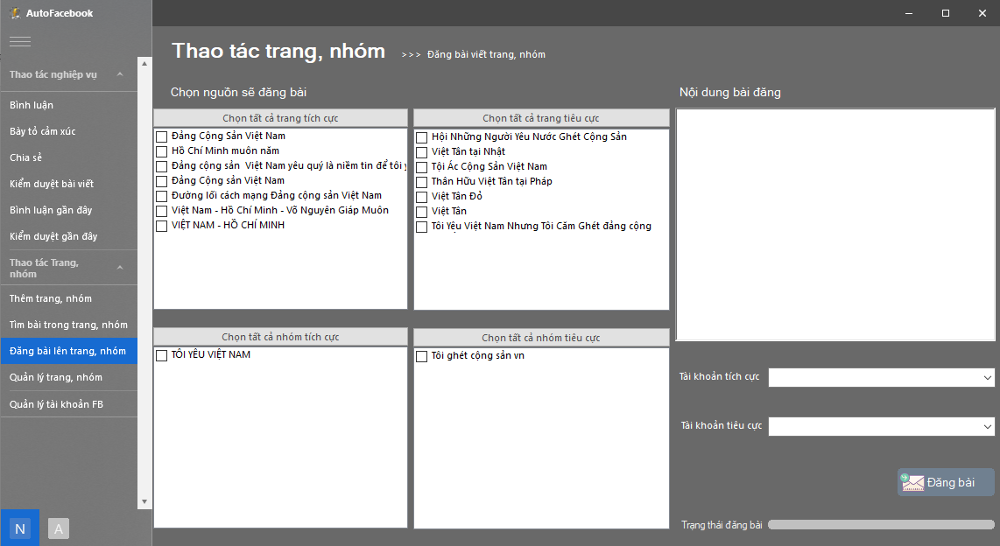 AutoFacebook
Thao tác nghiệp vụ
Bình luận
Bày tỏ cảm xúc
Chia sẻ
Kiểm duyệt bài viết
Bình luận gần đây
Kiểm duyệt gần đây
Thao tác Trang,
nhóm
Thêm trang, nhóm
Tìm bài trong trang, nhóm
Đăng bài lên trang, nhóm
Quản lý trang, nhóm
Quản lý tài khoản FB
N A
Thao tác trang, nhóm >>> Đăng bài viết trang, nhóm
Chọn nguồn sẽ đăng bài
Chọn tất cả trang tích cực
Đảng Cộng Sản Việt Nam
Hồ Chí Minh muôn năm
Đảng cộng sản Việt Nam yêu quý là niềm tin để tôi
Đảng Cộng sản Việt Nam
Đường lối cách mạng Đảng cộng sản Việt Nam
Việt Nam - Hồ Chí Minh - Võ Nguyên Giáp Muôn
VIỆT NAM - HỒ CHÍ MINH
Chọn tất cả trang tiêu cực
Hội Những Người Yêu Nước Ghét Cộng Sản
Việt Tân tại Nhật
Tội Ác Cộng Sản Việt Nam
Thân Hữu Việt Tân tại Pháp
Việt Tân Đỏ
Việt Tân
Tôi Yêu Việt Nam Nhưng Tôi Căm Ghét đảng cộng
Chọn tất cả nhóm tích cực
TÔI YÊU VIỆT NAM
Chọn tất cả nhóm tiêu cực
Tôi ghét cộng sản vn
Nội dung bài đăng
Tài khoản tích cực
Tài khoản tiêu cực
Đăng bài
Trạng thái đăng bài